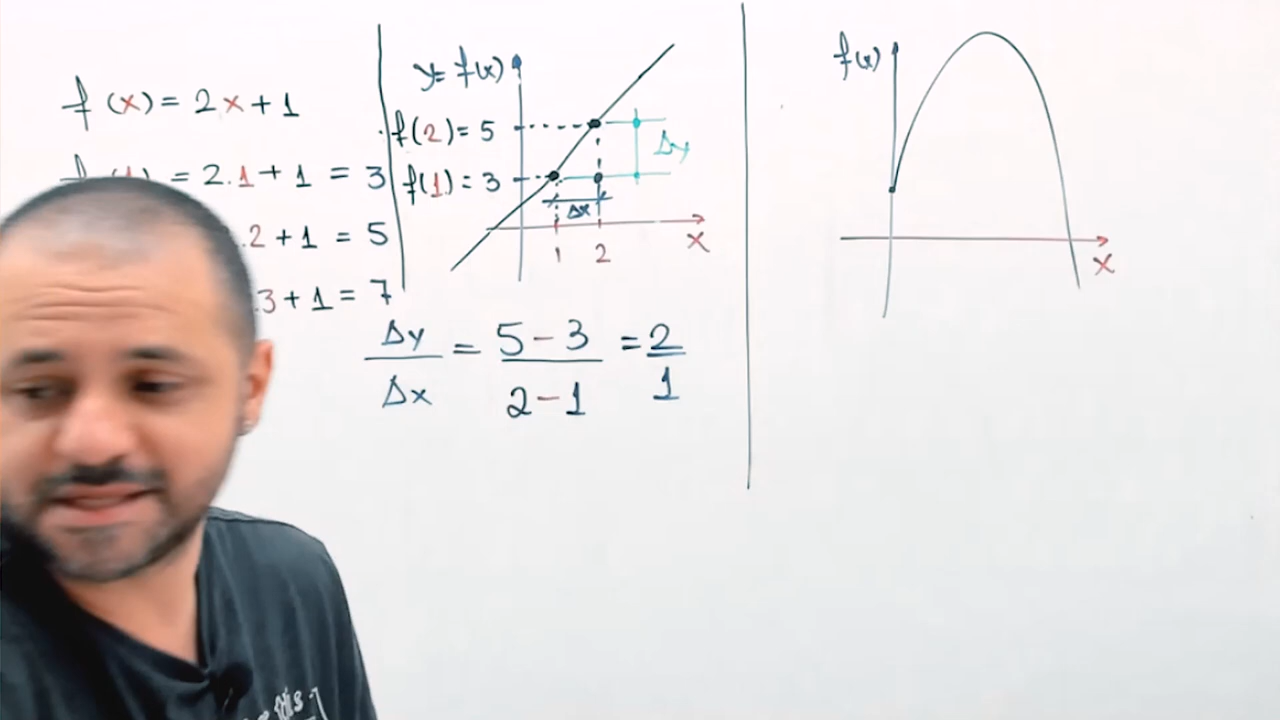 f(x) = 2x + 1
= 2.1 + 1 = 3
.2 + 1 = 5
.3 + 1 = 7
y = f(x)
f(2) = 5
f(1) = 3
Δy
Δx
1 2
x
Δy/Δx = 5 - 3/2 - 1 = 2/1
f(x)
x